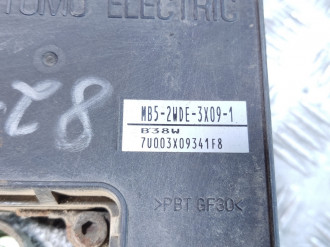 ELECTRIC
MB5-2WDE-3X09-1
B38W
7U003X09341F8
>PBT GF30<